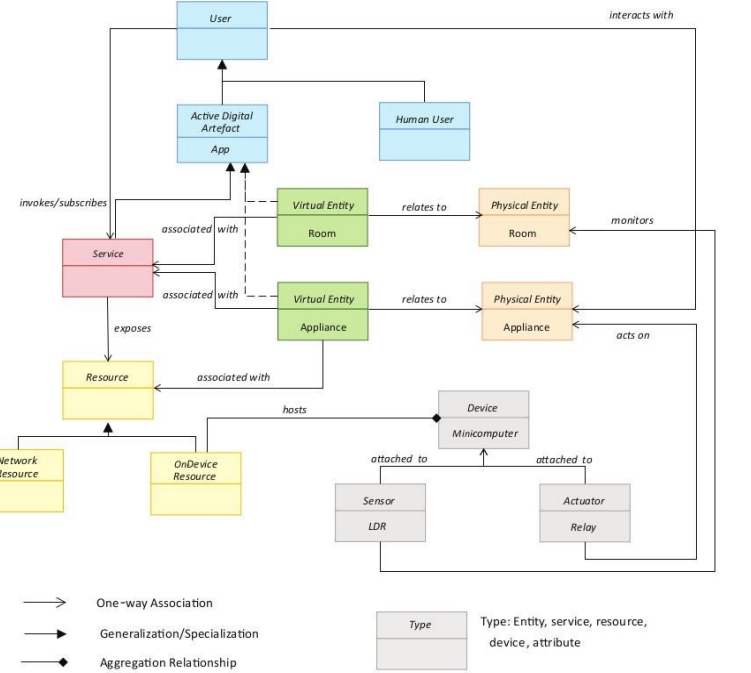 User
interacts with
Active Digital
Artefact
App
Human User
invokes/subscribes
Virtual Entity
Room
relates to
Physical Entity
Room
monitors
associated with
Service
associated with
Virtual Entity
Appliance
relates to
Physical Entity
Appliance
acts on
exposes
Resource
associated with
hosts
Device
Minicomputer
Network
Resource
OnDevice
Resource
attached to
attached to
Sensor
LDR
Actuator
Relay
One-way Association
Generalization/Specialization
Aggregation Relationship
Type
Type: Entity, service, resource,
device, attribute